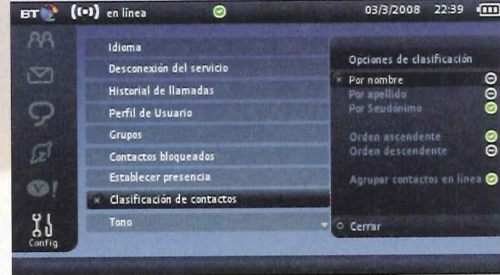 BT
en línea
03/3/2008 22:39
Idioma
Desconexión del servicio
Historial de llamadas
Perfil de Usuario
Grupos
Contactos bloqueados
Establecer presencia
Clasificación de contactos
Tono
Config
Opciones de clasificación
Por nombre
Por apellido
Por Seudónimo
Orden ascendente
Orden descendente
Agrupar contactos en línea
Cerrar